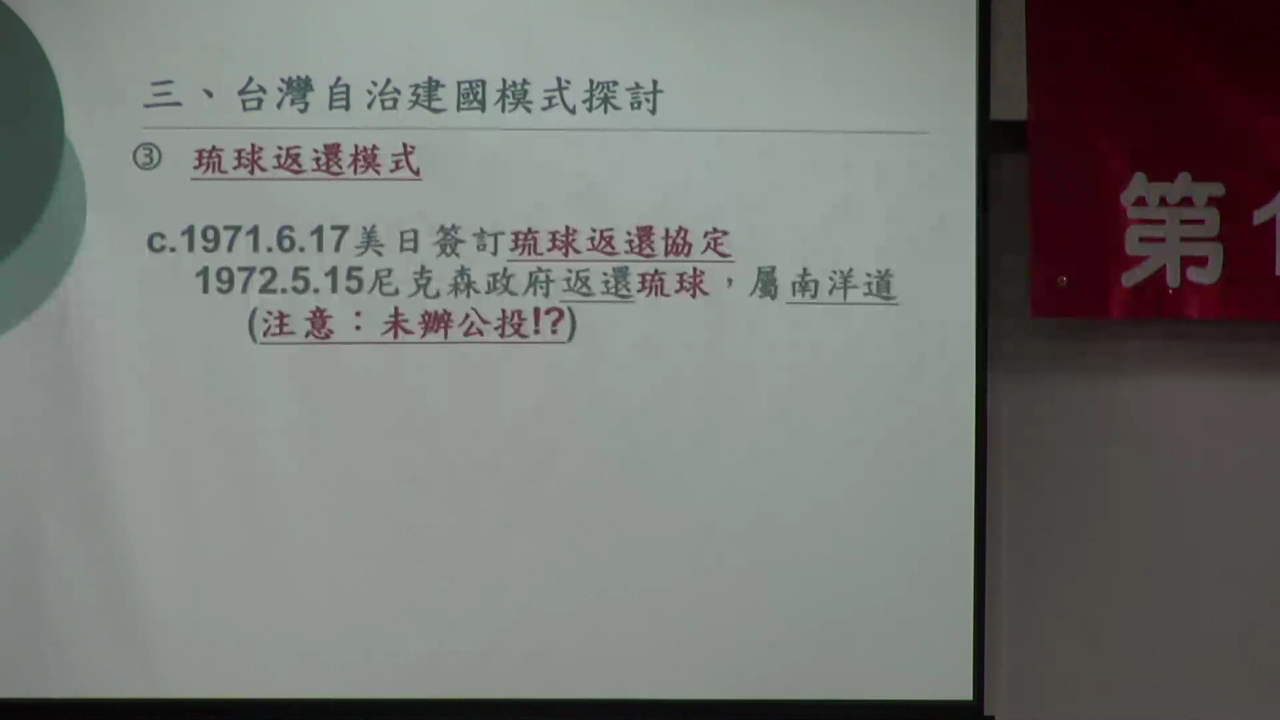 三、台灣自治建國模式探討
③ 琉球返還模式
c.1971.6.17美日簽訂琉球返還協定
1972.5.15尼克森政府返還琉球，屬南洋道
(注意：未辦公投!?)
第